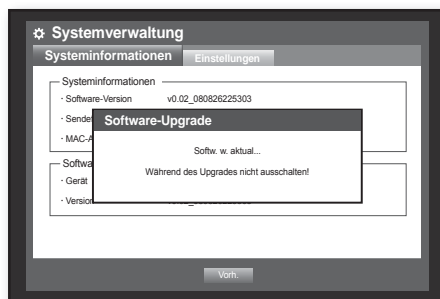 Systemverwaltung
Systeminformationen
Einstellungen
Systeminformationen
· Software-Version v0.02_080826225303
· Sende
Software-Upgrade
· MAC-A
Softw. w. aktual...
Softwa
Während des Upgrades nicht ausschalten!
· Gerät
· Version
Vorh.